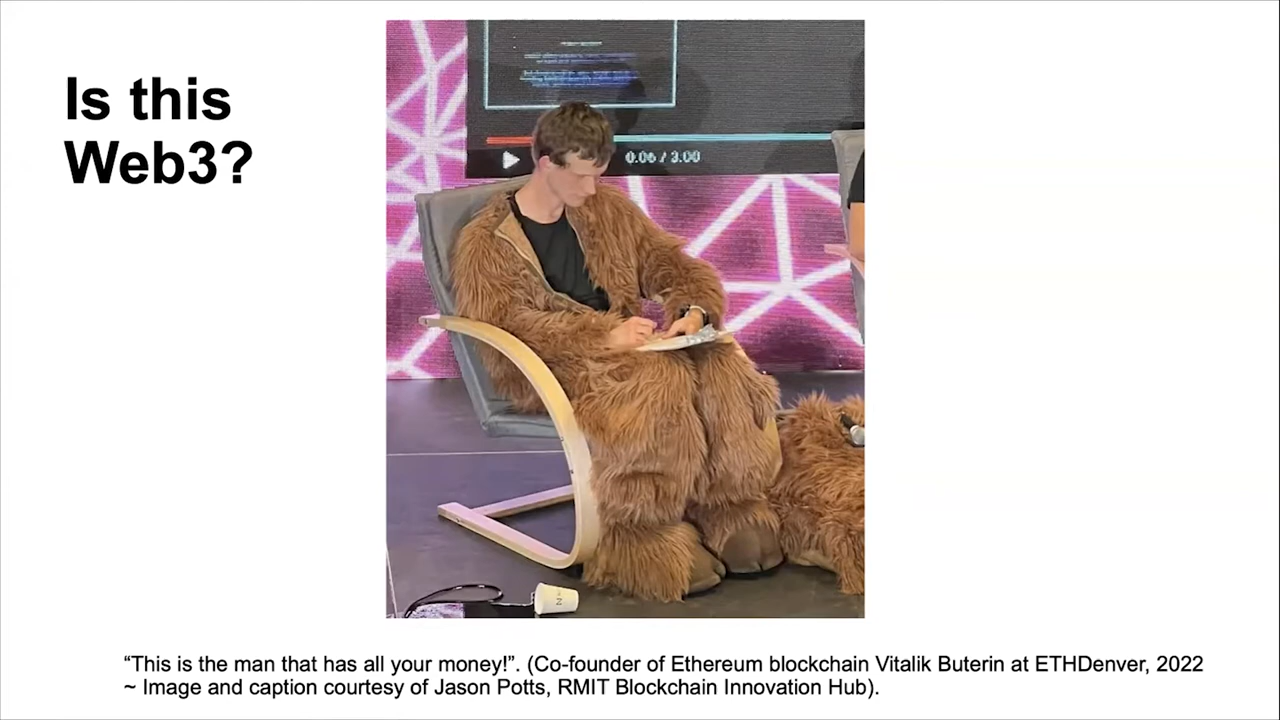 Is this
Web3?
0.06 / 3.00
“This is the man that has all your money!”. (Co-founder of Ethereum blockchain Vitalik Buterin at ETHDenver, 2022
~ Image and caption courtesy of Jason Potts, RMIT Blockchain Innovation Hub).